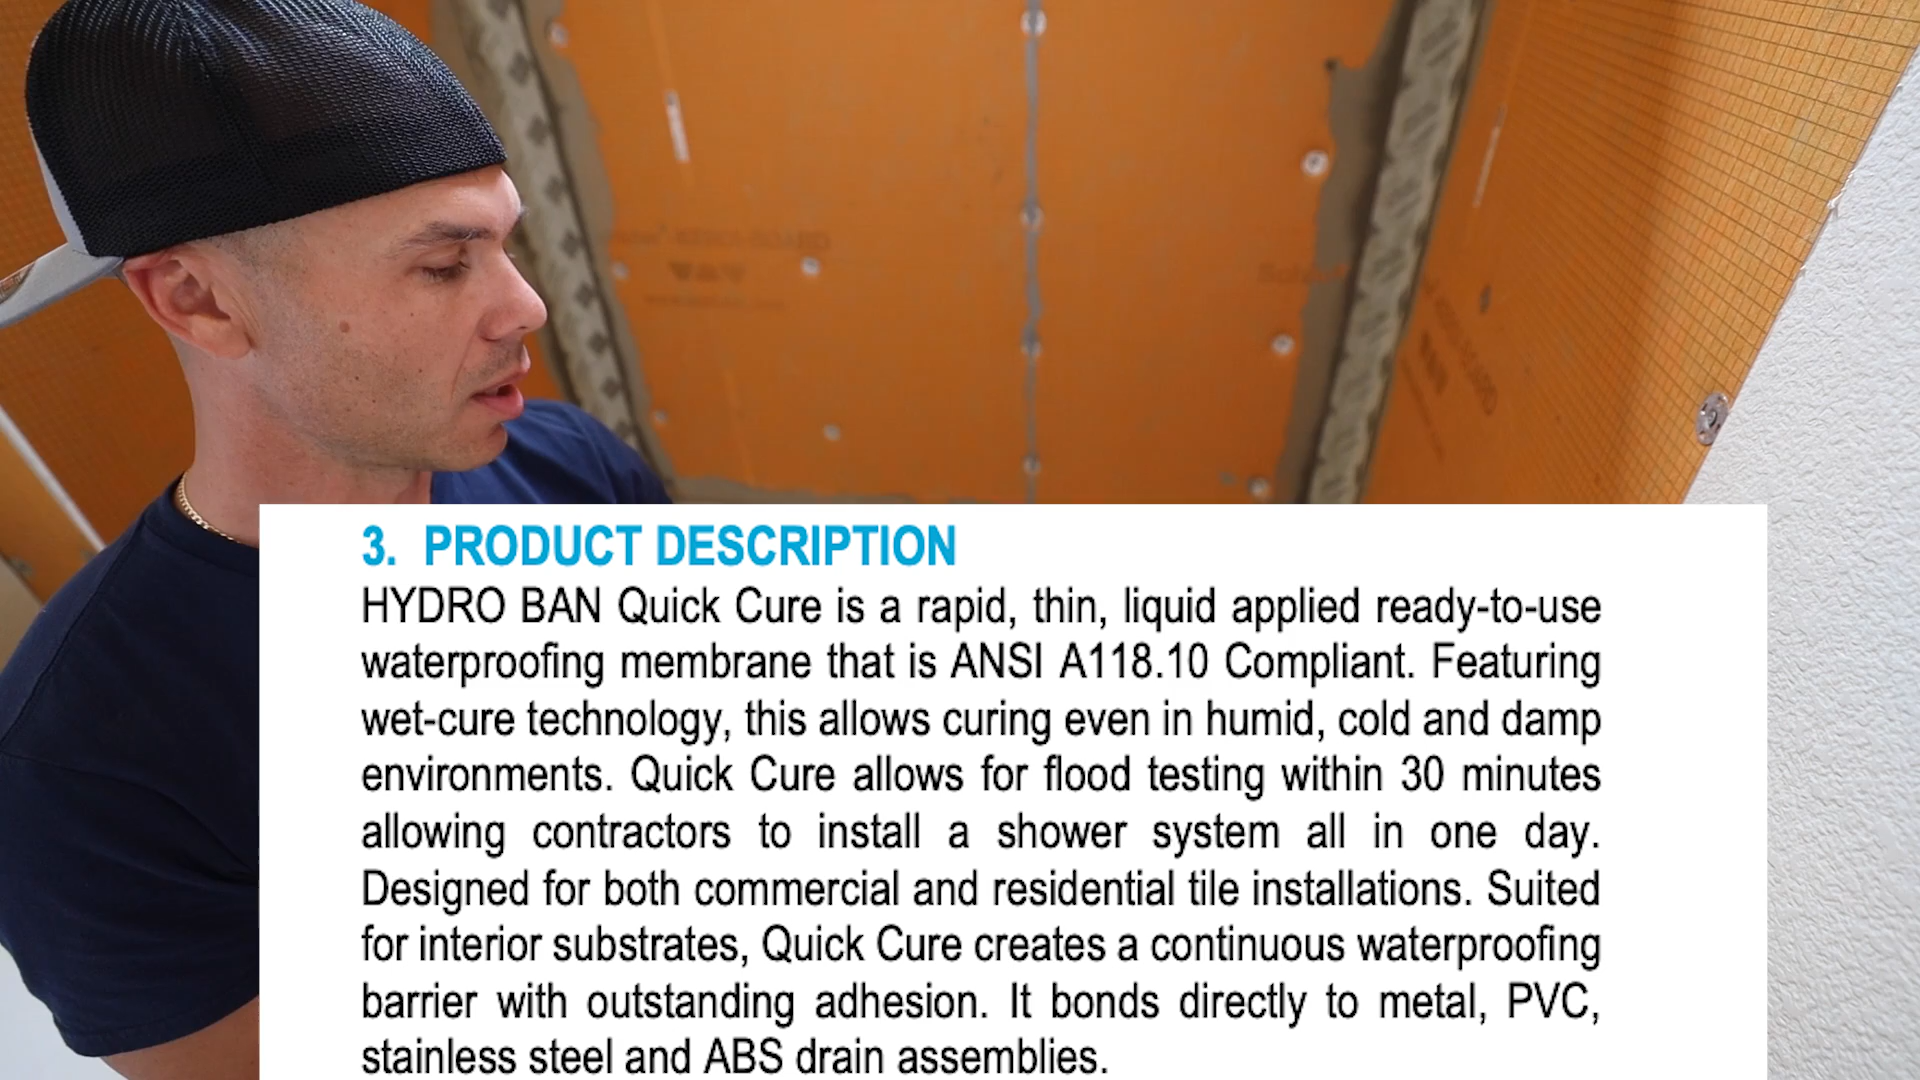 3. PRODUCT DESCRIPTION
HYDRO BAN Quick Cure is a rapid, thin, liquid applied ready-to-use
waterproofing membrane that is ANSI A118.10 Compliant. Featuring
wet-cure technology, this allows curing even in humid, cold and damp
environments. Quick Cure allows for flood testing within 30 minutes
allowing contractors to install a shower system all in one day.
Designed for both commercial and residential tile installations. Suited
for interior substrates, Quick Cure creates a continuous waterproofing
barrier with outstanding adhesion. It bonds directly to metal, PVC,
stainless steel and ABS drain assemblies.